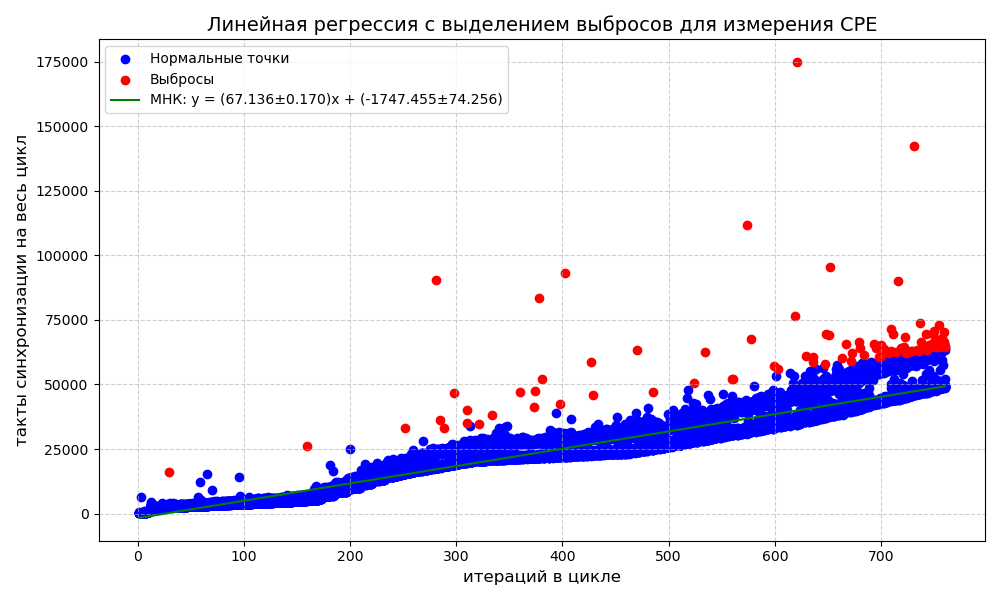 Линейная регрессия с выделением выбросов для измерения CPE
Нормальные точки
Выбросы
МНК: y = (67.136±0.170)x + (-1747.455±74.256)
такты синхронизации на весь цикл
175000
150000
125000
100000
75000
50000
25000
0
0 100 200 300 400 500 600 700
итераций в цикле